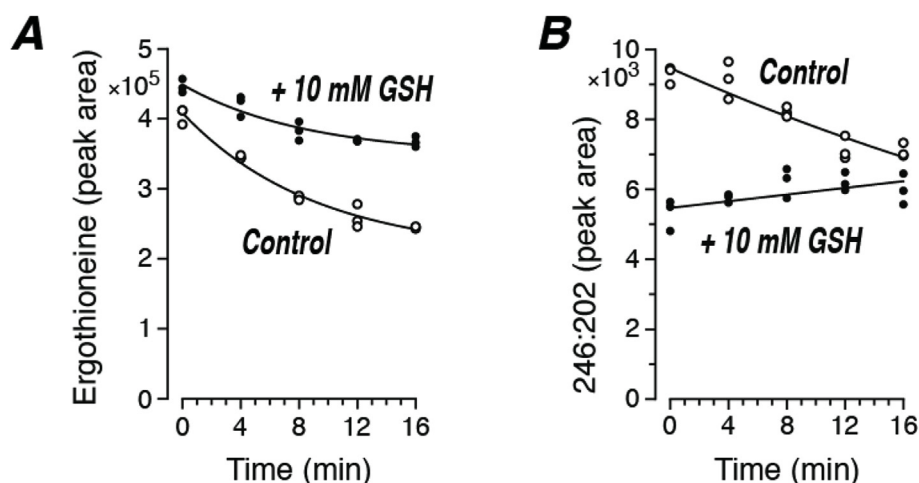 A
Ergothioneine (peak area)
5
×10⁵
4
3
2
1
0
+ 10 mM GSH
Control
0 4 8 12 16
Time (min)
B
246:202 (peak area)
10
×10³
8
6
4
2
0
Control
+ 10 mM GSH
0 4 8 12 16
Time (min)